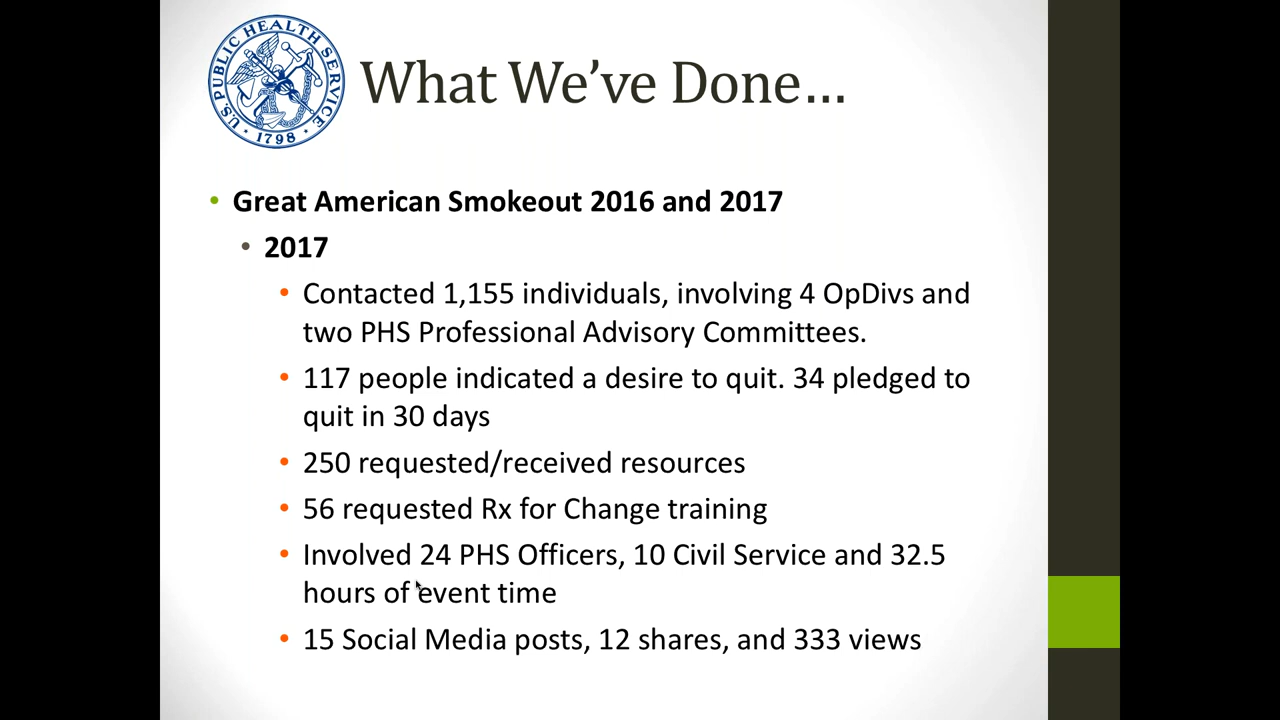 U.S. PUBLIC HEALTH SERVICE
1798
What We’ve Done…
• Great American Smokeout 2016 and 2017
• 2017
• Contacted 1,155 individuals, involving 4 OpDivs and
two PHS Professional Advisory Committees.
• 117 people indicated a desire to quit. 34 pledged to
quit in 30 days
• 250 requested/received resources
• 56 requested Rx for Change training
• Involved 24 PHS Officers, 10 Civil Service and 32.5
hours of event time
• 15 Social Media posts, 12 shares, and 333 views